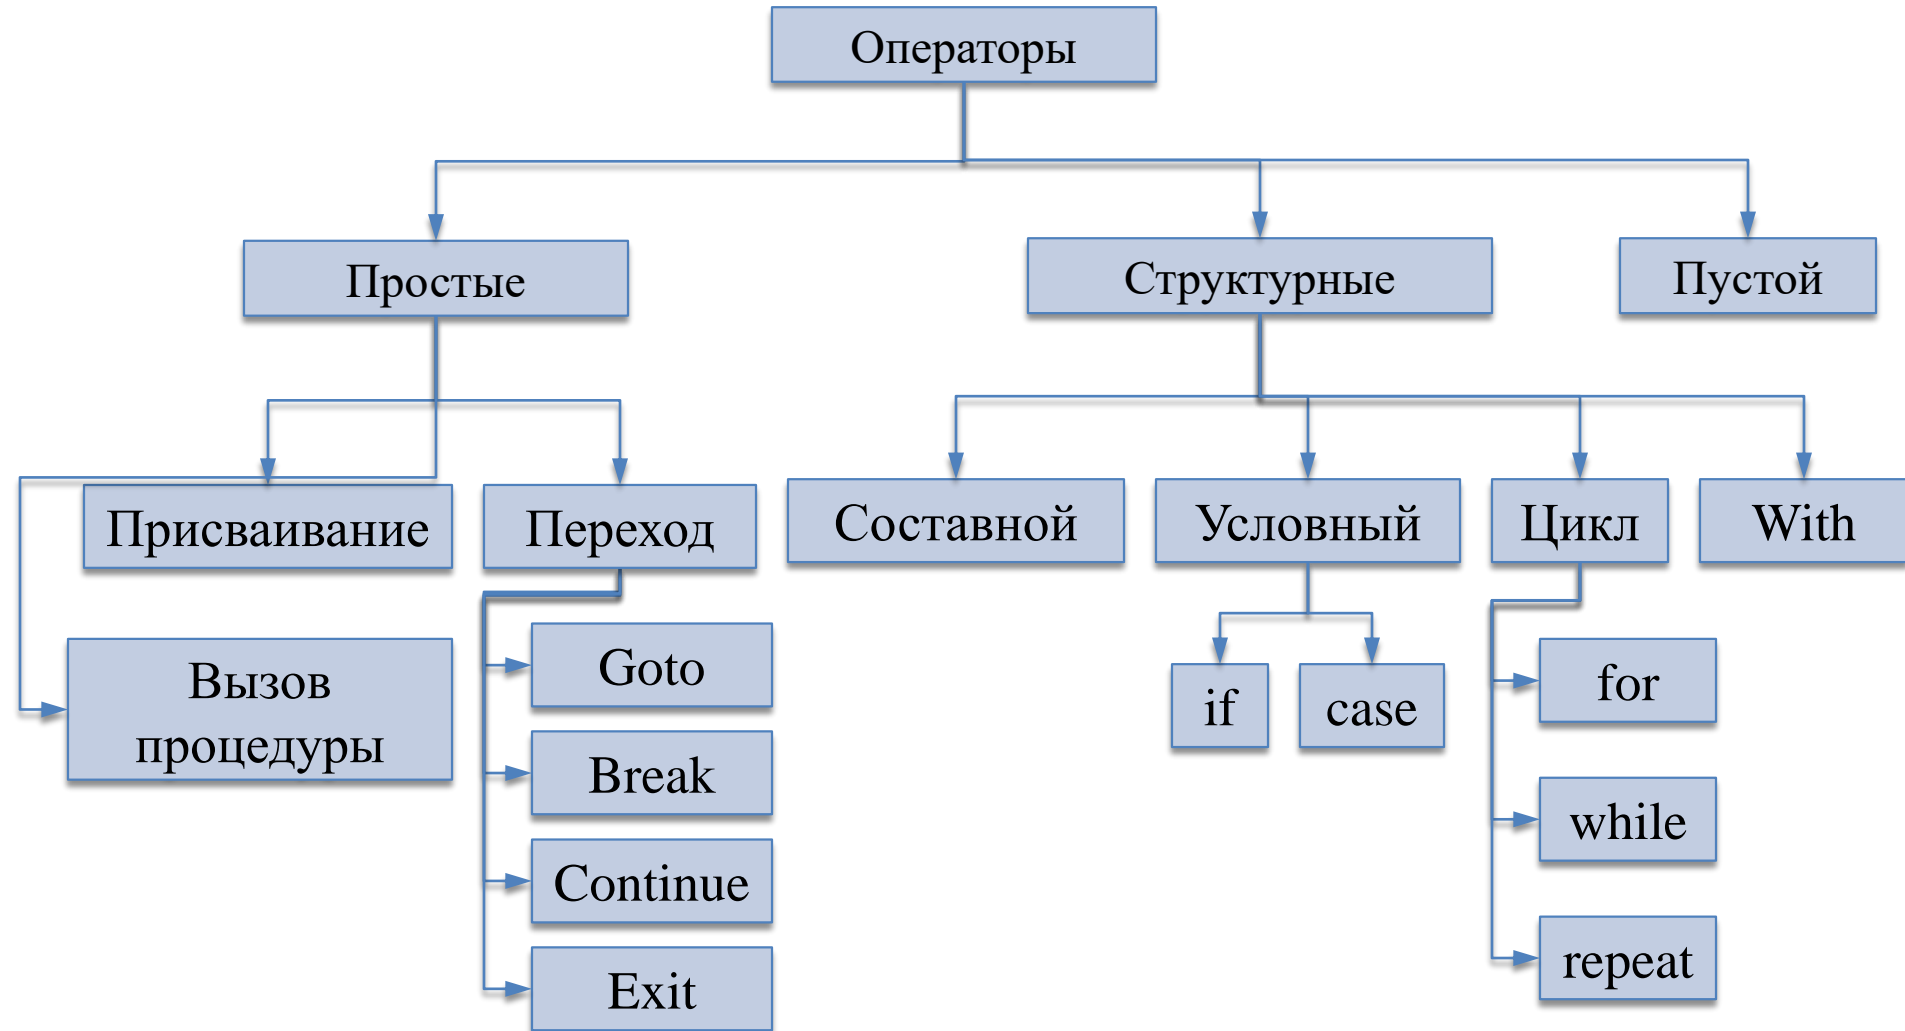 Операторы
Простые
Структурные
Пустой
Присваивание
Переход
Составной
Условный
Цикл
With
Вызов
процедуры
Goto
Break
Continue
Exit
if
case
for
while
repeat